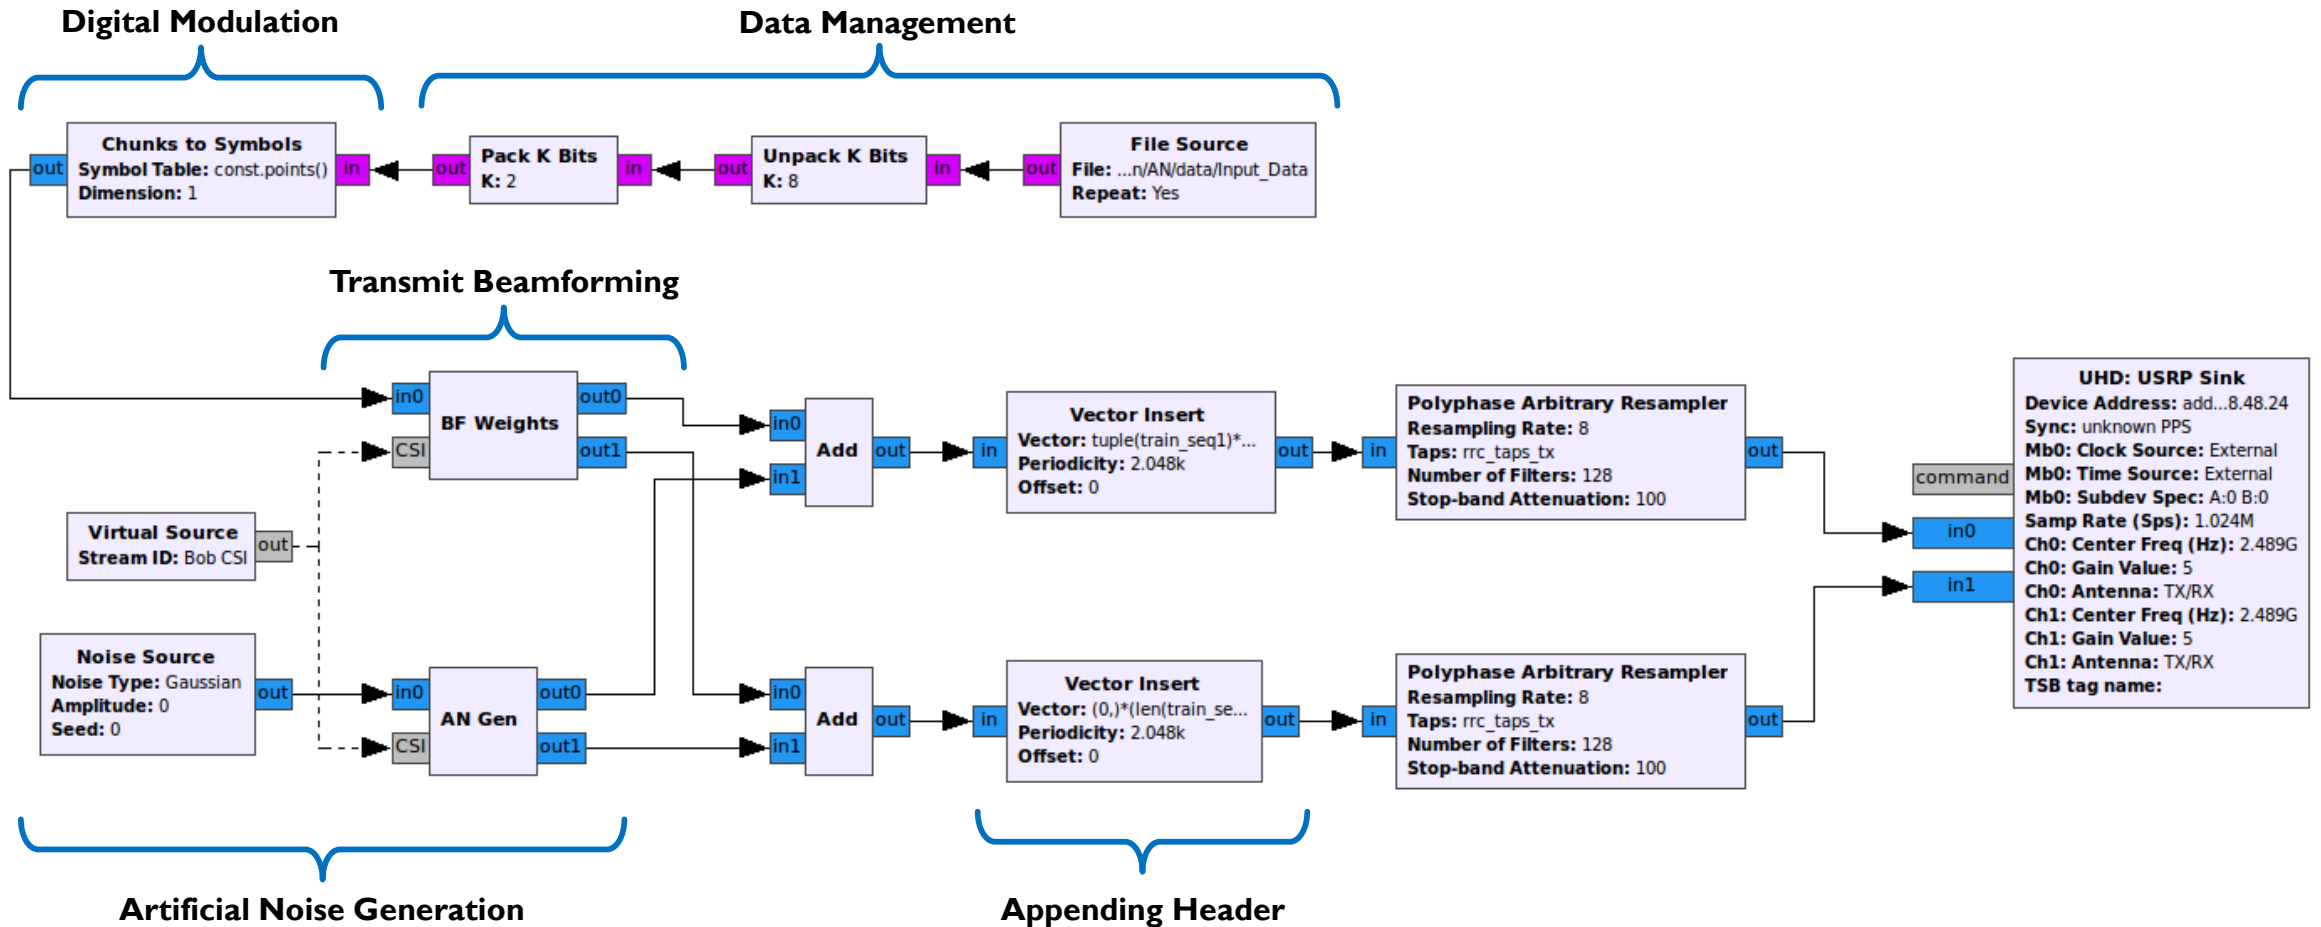 Digital Modulation
Data Management
out
Chunks to Symbols
Symbol Table: const.points()
Dimension: 1
in
out
Pack K Bits
K: 2
in
out
Unpack K Bits
K: 8
in
out
File Source
File: ...n/AN/data/Input_Data
Repeat: Yes
Transmit Beamforming
in0
CSI
BF Weights
out0
out1
Virtual Source
Stream ID: Bob CSI
out
Noise Source
Noise Type: Gaussian
Amplitude: 0
Seed: 0
out
in0
CSI
AN Gen
out0
out1
in0
in1
Add
out
in
Vector Insert
Vector: tuple(train_seq1)*...
Periodicity: 2.048k
Offset: 0
out
in
Polyphase Arbitrary Resampler
Resampling Rate: 8
Taps: rrc_taps_tx
Number of Filters: 128
Stop-band Attenuation: 100
out
in0
in1
Add
out
in
Vector Insert
Vector: (0,)*(len(train_se...
Periodicity: 2.048k
Offset: 0
out
in
Polyphase Arbitrary Resampler
Resampling Rate: 8
Taps: rrc_taps_tx
Number of Filters: 128
Stop-band Attenuation: 100
out
command
in0
in1
UHD: USRP Sink
Device Address: add...8.48.24
Sync: unknown PPS
Mb0: Clock Source: External
Mb0: Time Source: External
Mb0: Subdev Spec: A:0 B:0
Samp Rate (Sps): 1.024M
Ch0: Center Freq (Hz): 2.489G
Ch0: Gain Value: 5
Ch0: Antenna: TX/RX
Ch1: Center Freq (Hz): 2.489G
Ch1: Gain Value: 5
Ch1: Antenna: TX/RX
TSB tag name:
Artificial Noise Generation
Appending Header